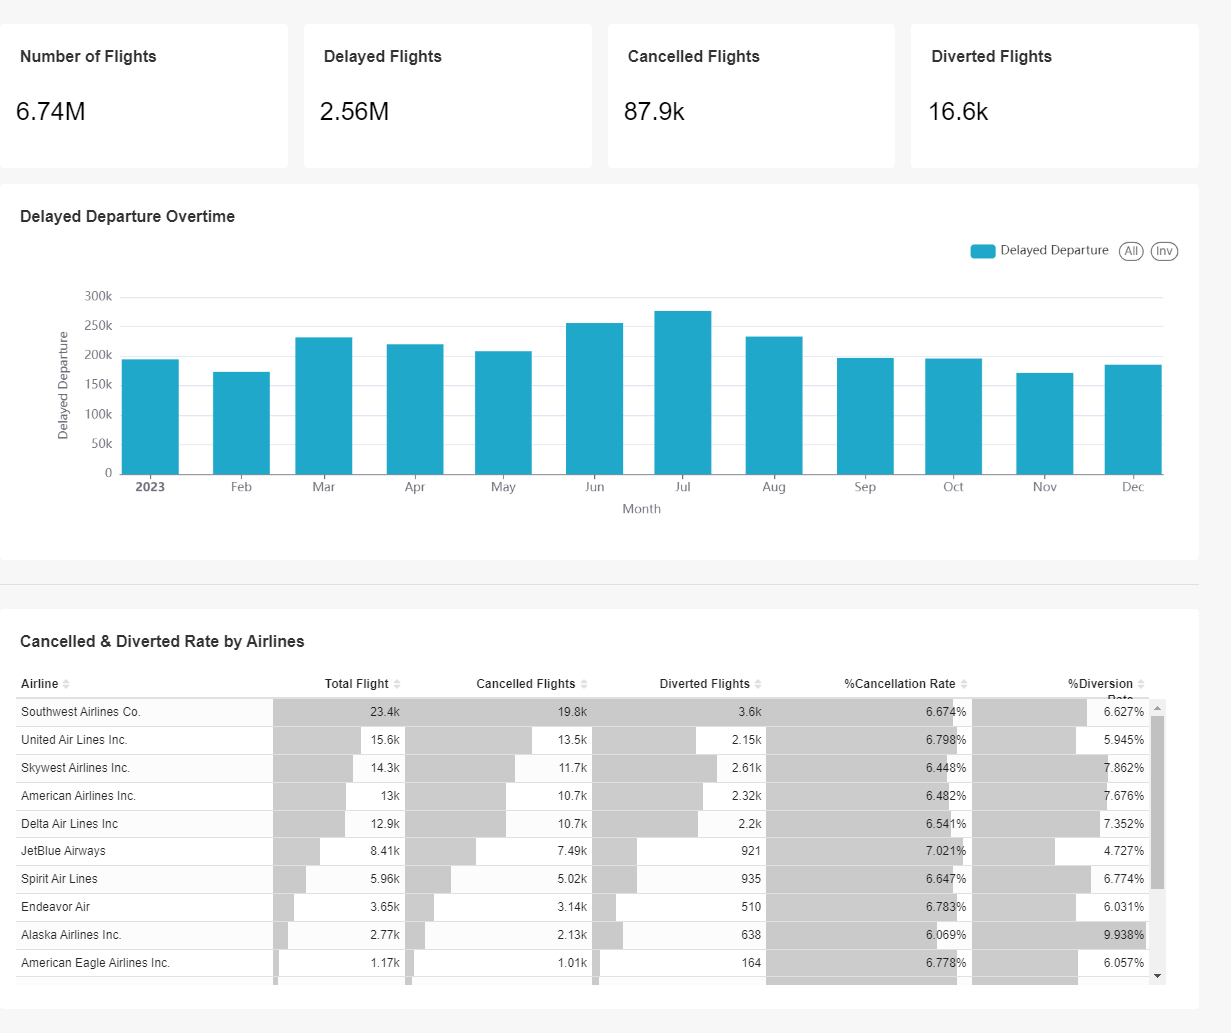 Number of Flights Delayed Flights Cancelled Flights Diverted Flights
6.74M 2.56M 87.9k 16.6k
Delayed Departure Overtime
Delayed Departure All Inv
300k
250k
200k
150k
100k
50k
0
Delayed Departure
2023 Feb Mar Apr May Jun Jul Aug Sep Oct Nov Dec
Month
Cancelled & Diverted Rate by Airlines
Airline Total Flight Cancelled Flights Diverted Flights %Cancellation Rate %Diversion
Rate
Southwest Airlines Co. 23.4k 19.8k 3.6k 6.674% 6.627%
United Air Lines Inc. 15.6k 13.5k 2.15k 6.798% 5.945%
Skywest Airlines Inc. 14.3k 11.7k 2.61k 6.448% 7.862%
American Airlines Inc. 13k 10.7k 2.32k 6.482% 7.676%
Delta Air Lines Inc 12.9k 10.7k 2.2k 6.541% 7.352%
JetBlue Airways 8.41k 7.49k 921 7.021% 4.727%
Spirit Air Lines 5.96k 5.02k 935 6.647% 6.774%
Endeavor Air 3.65k 3.14k 510 6.783% 6.031%
Alaska Airlines Inc. 2.77k 2.13k 638 6.069% 9.938%
American Eagle Airlines Inc. 1.17k 1.01k 164 6.778% 6.057%